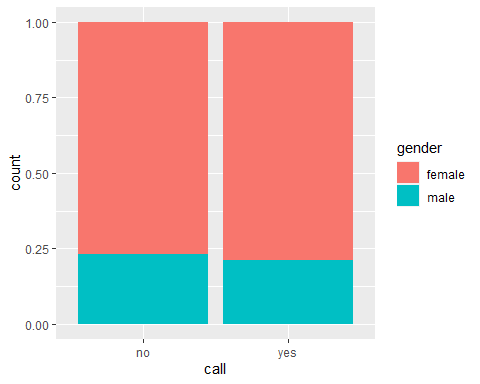 1.00
0.75
0.50
0.25
0.00
count
no
yes
call
gender
female
male